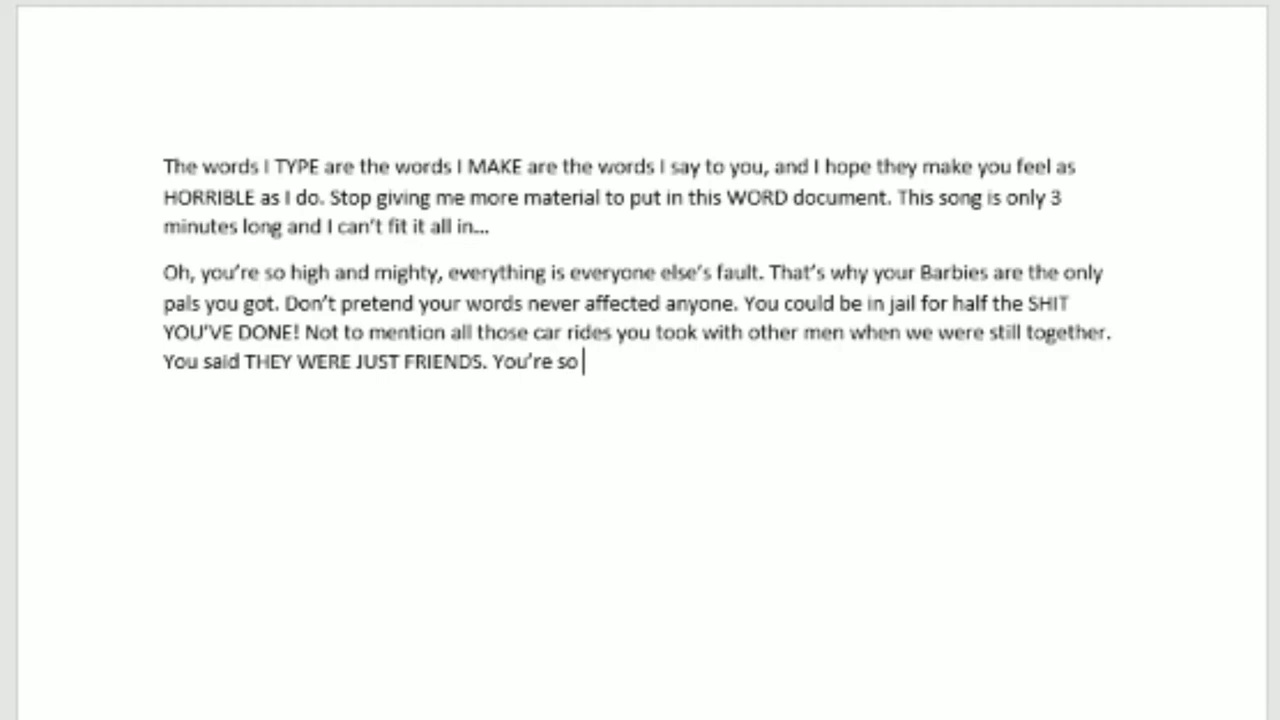 The words I TYPE are the words I MAKE are the words I say to you, and I hope they make you feel as
HORRIBLE as I do. Stop giving me more material to put in this WORD document. This song is only 3
minutes long and I can't fit it all in...
Oh, you're so high and mighty, everything is everyone else's fault. That's why your Barbies are the only
pals you got. Don't pretend your words never affected anyone. You could be in jail for half the SHIT
YOU'VE DONE! Not to mention all those car rides you took with other men when we were still together.
You said THEY WERE JUST FRIENDS. You're so